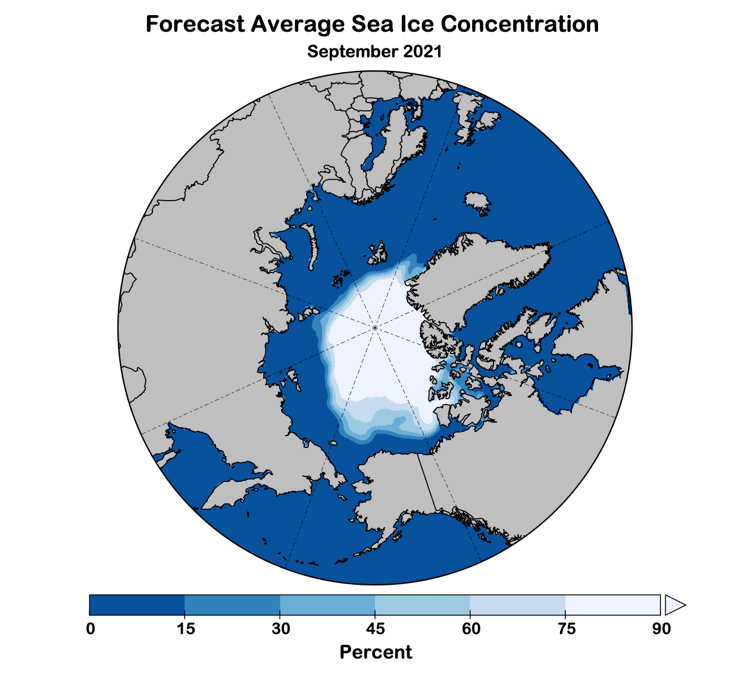 Forecast Average Sea Ice Concentration
September 2021
0 15 30 45 60 75 90
Percent